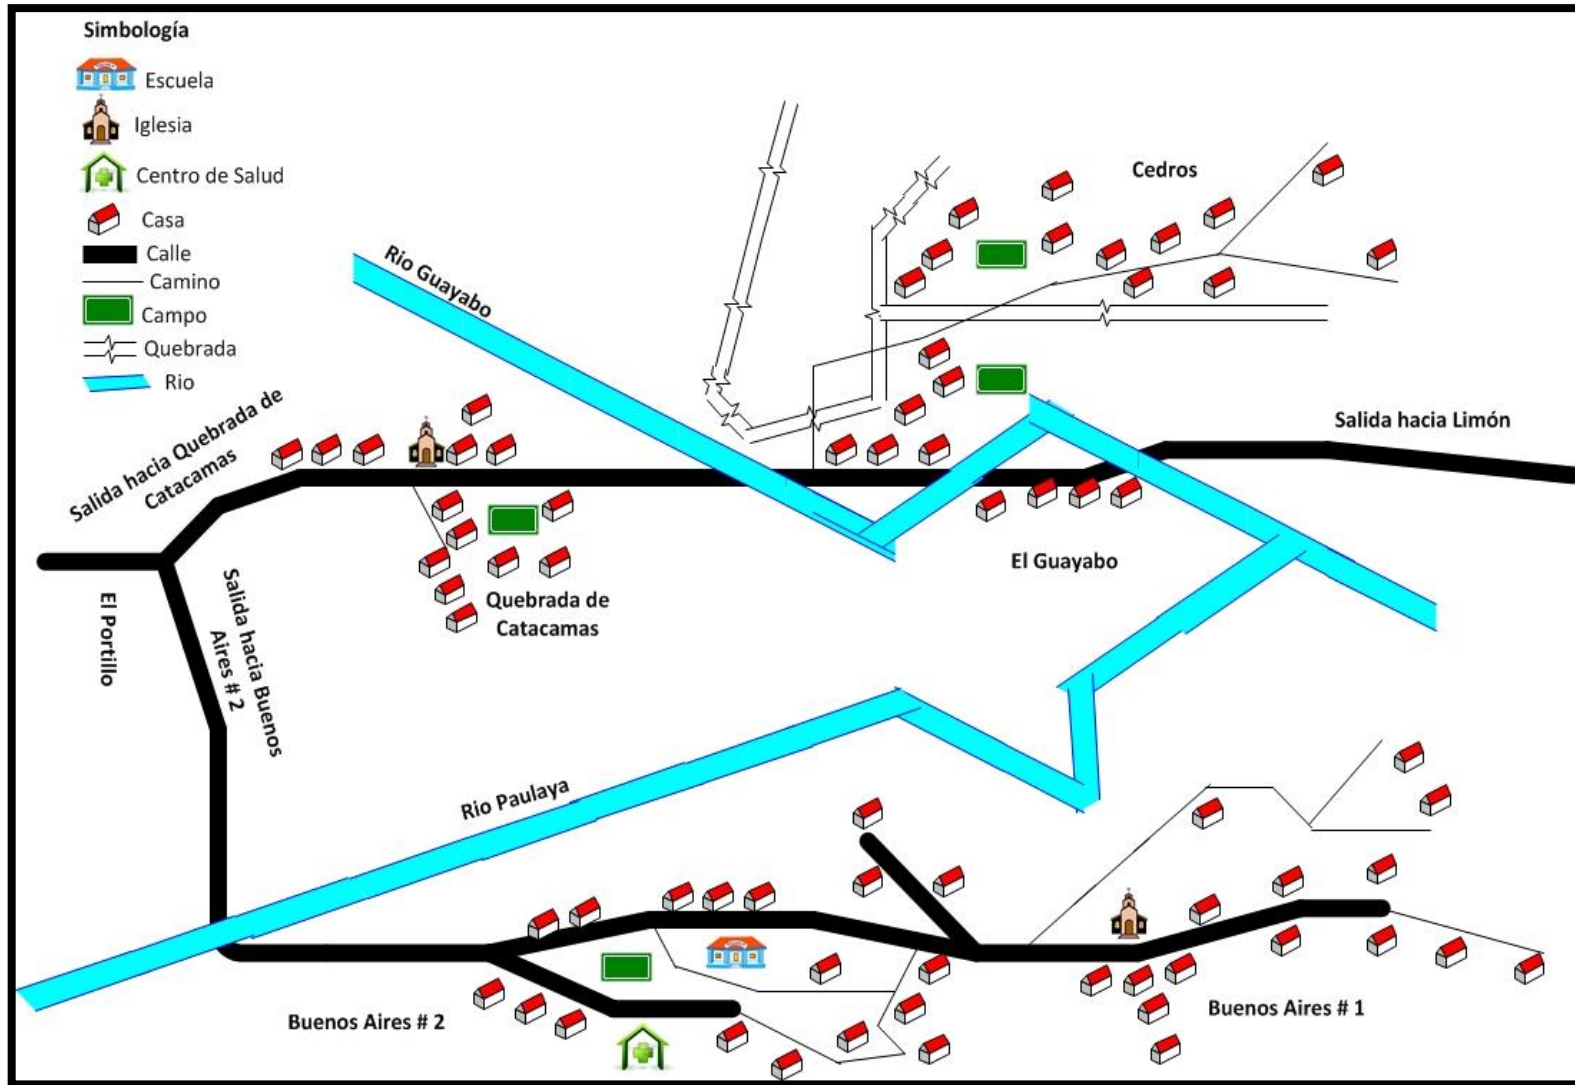 Simbología
Escuela
Iglesia
Centro de Salud
Casa
Calle
Camino
Campo
Quebrada
Rio
Rio Guayabo
Cedros
Salida hacia Quebrada de
Catacamas
Salida hacia Limón
El Portillo
Salida hacia Buenos
Aires # 2
Quebrada de
Catacamas
El Guayabo
Rio Paulaya
Buenos Aires # 2
Buenos Aires # 1